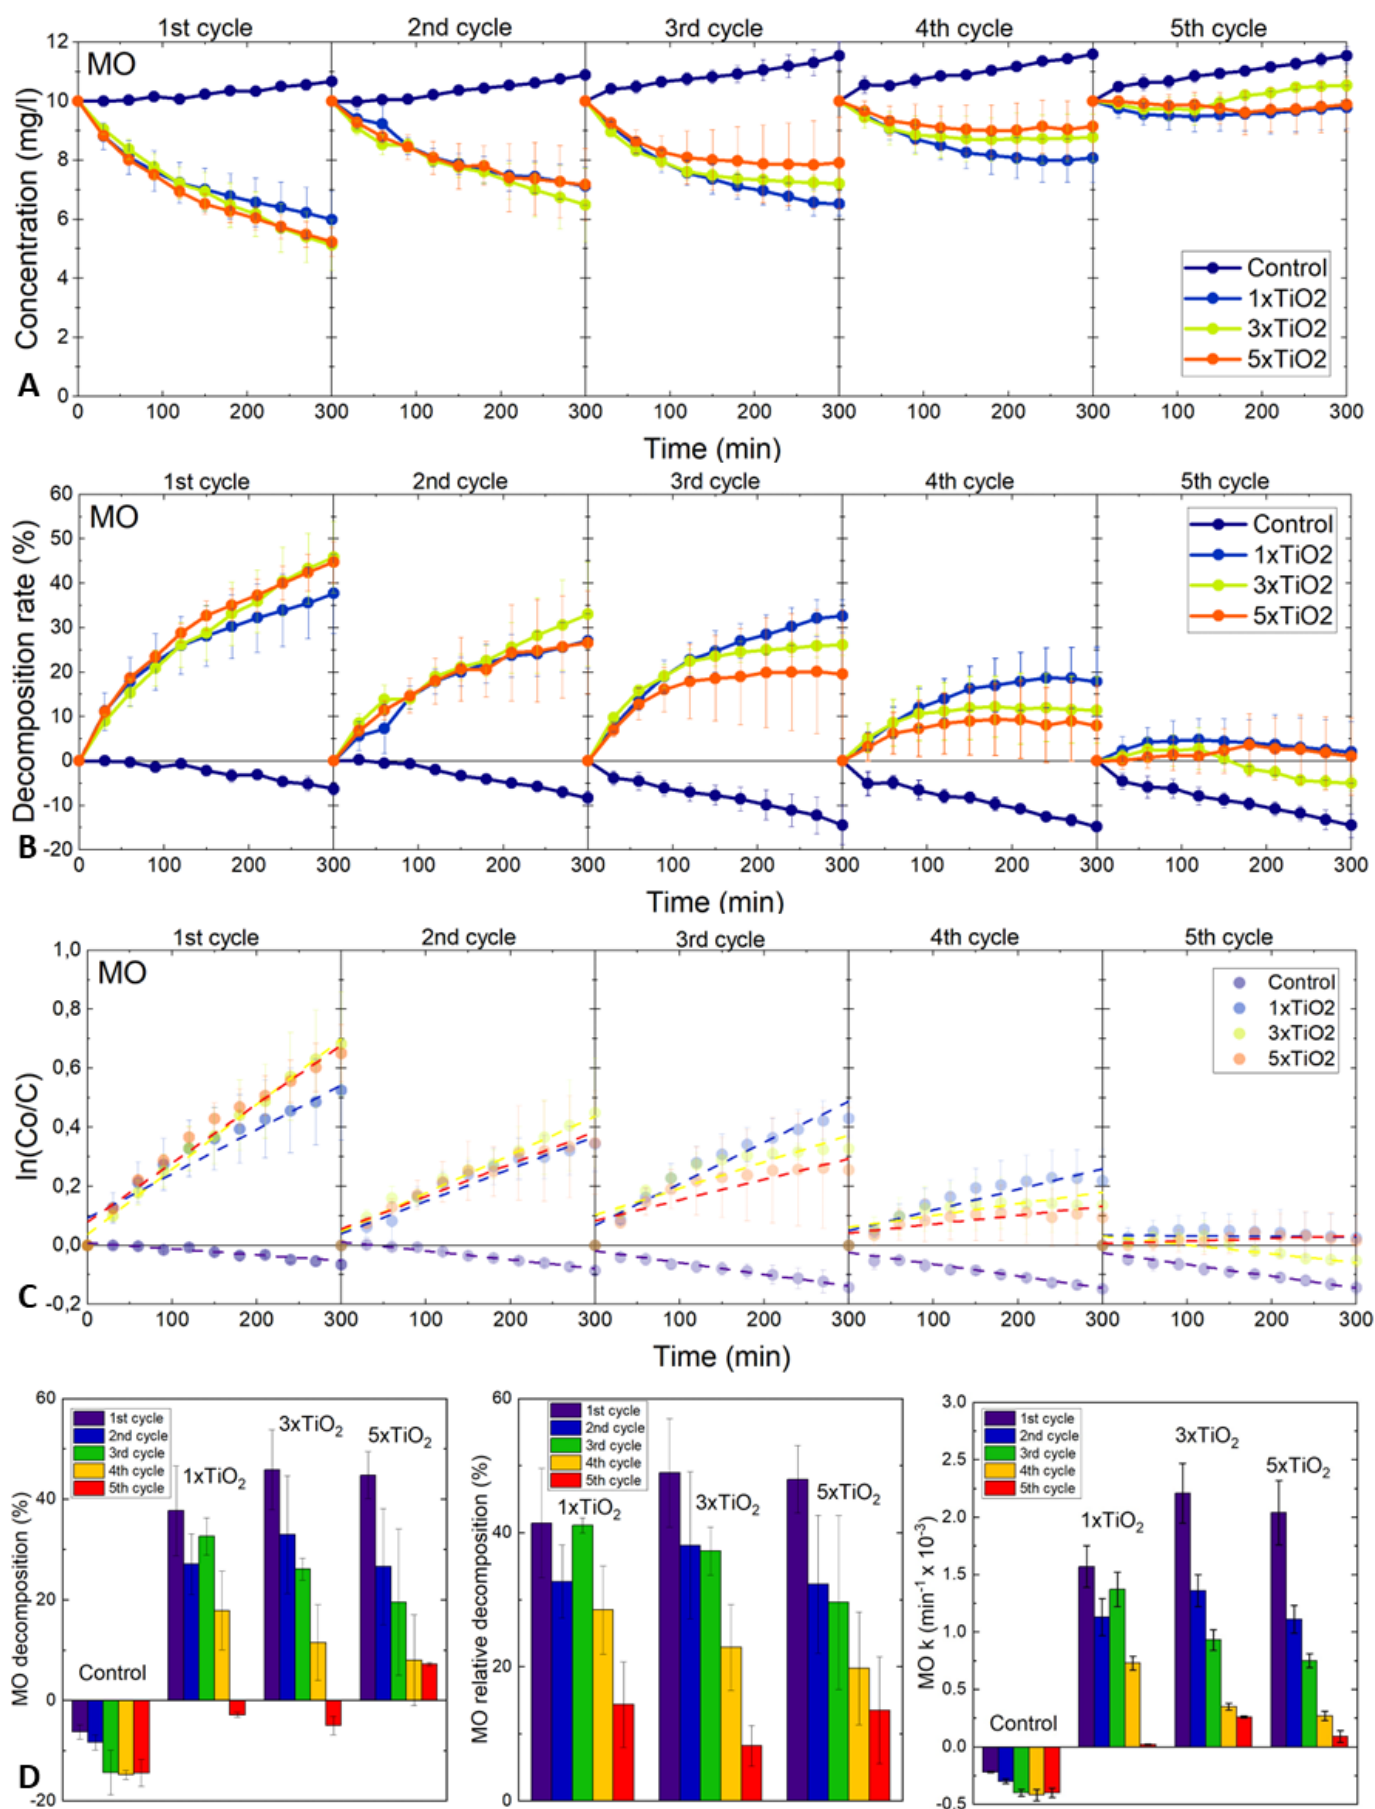 1st cycle 2nd cycle 3rd cycle 4th cycle 5th cycle
MO
Concentration (mg/l)
12
10
8
6
4
2
0
Control
1xTiO2
3xTiO2
5xTiO2
A
0 100 200 300 100 200 300 100 200 300 100 200 300 100 200 300
Time (min)
1st cycle 2nd cycle 3rd cycle 4th cycle 5th cycle
MO
Decomposition rate (%)
60
50
40
30
20
10
0
-10
-20
Control
1xTiO2
3xTiO2
5xTiO2
B
0 100 200 300 100 200 300 100 200 300 100 200 300 100 200 300
Time (min)
1st cycle 2nd cycle 3rd cycle 4th cycle 5th cycle
MO
ln(Co/C)
1,0
0,8
0,6
0,4
0,2
0,0
-0,2
Control
1xTiO2
3xTiO2
5xTiO2
C
0 100 200 300 100 200 300 100 200 300 100 200 300 100 200 300
Time (min)
MO decomposition (%)
60
40
20
0
-20
1st cycle
2nd cycle
3rd cycle
4th cycle
5th cycle
Control
1xTiO₂
3xTiO₂
5xTiO₂
D
MO relative decomposition (%)
60
40
20
0
1st cycle
2nd cycle
3rd cycle
4th cycle
5th cycle
1xTiO₂
3xTiO₂
5xTiO₂
MO k (min⁻¹ x 10⁻³)
3.0
2.5
2.0
1.5
1.0
0.5
0.0
-0.5
1st cycle
2nd cycle
3rd cycle
4th cycle
5th cycle
Control
1xTiO₂
3xTiO₂
5xTiO₂